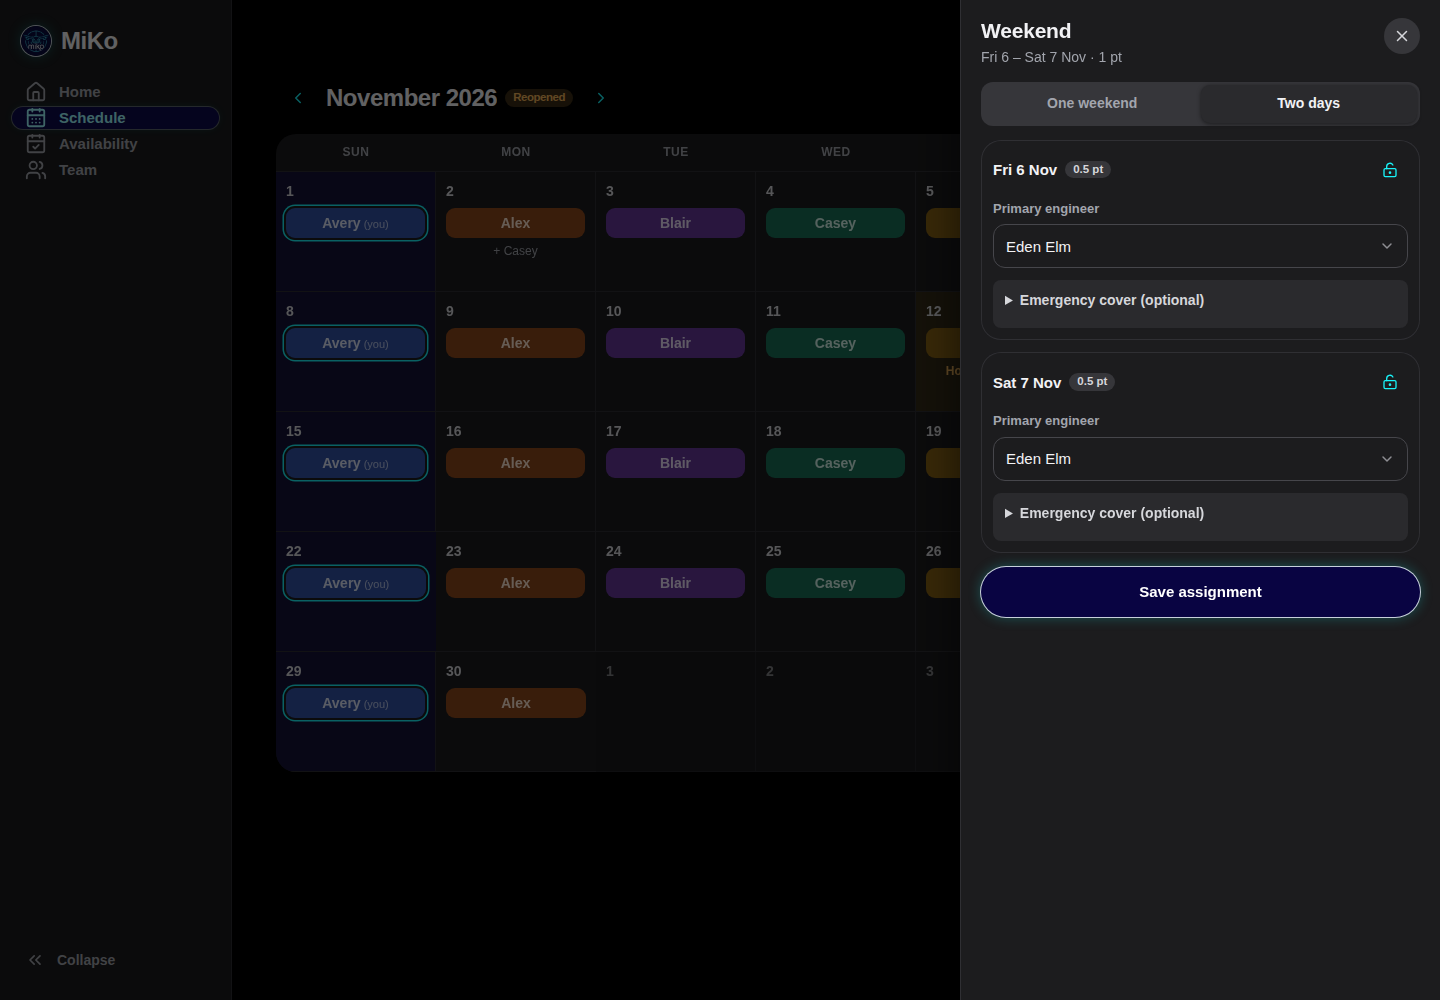 miko
MiKo
Home
Schedule
Availability
Team
Collapse
November 2026 Reopened
SUN MON TUE WED
1 2 3 4 5
Avery (you) Alex Blair Casey
+ Casey
8 9 10 11 12
Avery (you) Alex Blair Casey
Ho
15 16 17 18 19
Avery (you) Alex Blair Casey
22 23 24 25 26
Avery (you) Alex Blair Casey
29 30 1 2 3
Avery (you) Alex
Weekend
Fri 6 – Sat 7 Nov · 1 pt
One weekend Two days
Fri 6 Nov 0.5 pt
Primary engineer
Eden Elm
Emergency cover (optional)
Sat 7 Nov 0.5 pt
Primary engineer
Eden Elm
Emergency cover (optional)
Save assignment